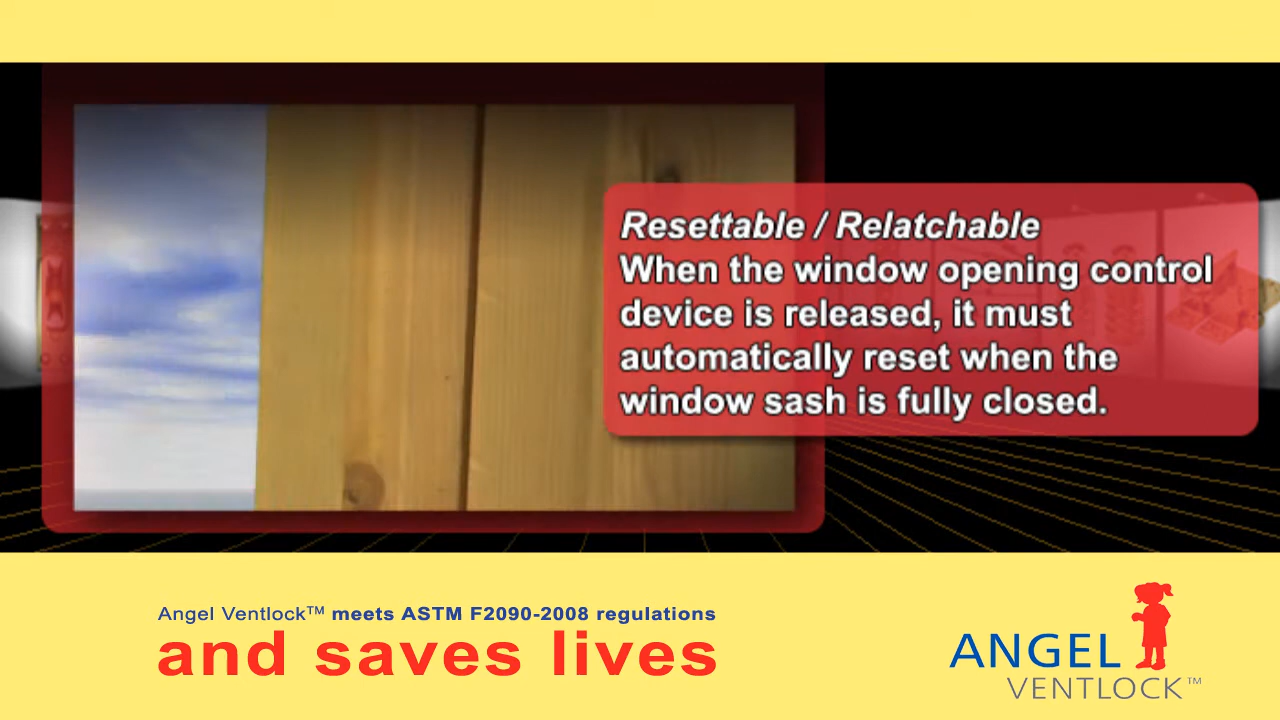 Resettable / Relatchable
When the window opening control
device is released, it must
automatically reset when the
window sash is fully closed.
Angel Ventlock™ meets ASTM F2090-2008 regulations
and saves lives
ANGEL
VENTLOCK™